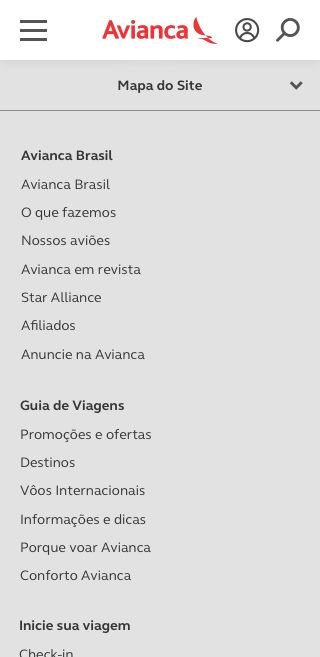 Avianca
Mapa do Site
Avianca Brasil
Avianca Brasil
O que fazemos
Nossos aviões
Avianca em revista
Star Alliance
Afiliados
Anuncie na Avianca
Guia de Viagens
Promoções e ofertas
Destinos
Vôos Internacionais
Informações e dicas
Porque voar Avianca
Conforto Avianca
Inicie sua viagem
Check-in